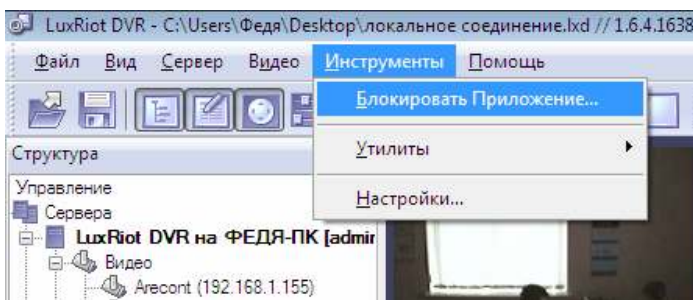 LuxRiot DVR - C:\Users\Федя\Desktop\локальное соединение.lxd // 1.6.4.1638
Файл Вид Сервер Видео Инструменты Помощь
Блокировать Приложение...
Утилиты
Настройки...
Структура
Управление
Сервера
LuxRiot DVR на ФЕДЯ-ПК [admin
Видео
Arecont (192.168.1.155)